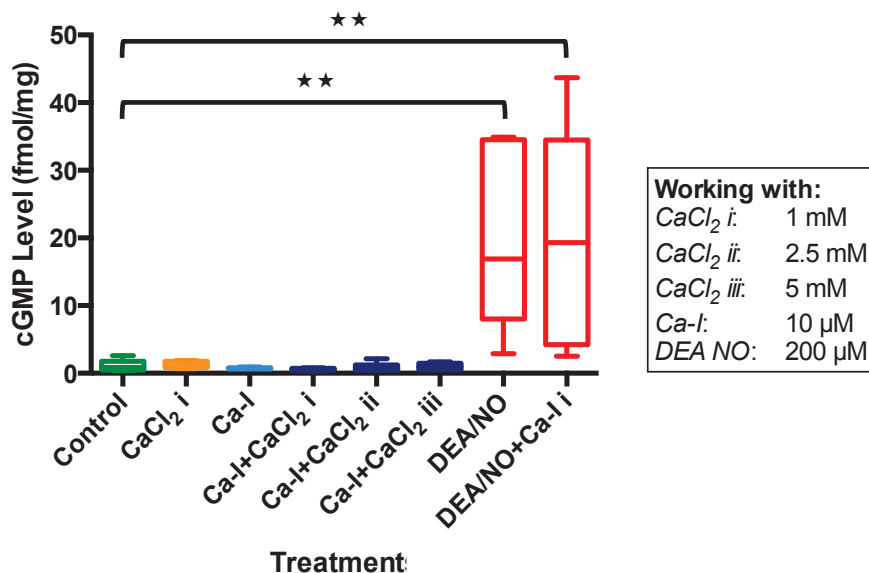 ★★
★★
50
40
30
20
10
0
cGMP Level (fmol/mg)
Control
CaCl₂ i
Ca-I
Ca-I+CaCl₂ i
Ca-I+CaCl₂ ii
Ca-I+CaCl₂ iii
DEA/NO
DEA/NO+Ca-I i
Treatment
Working with:
CaCl₂ i: 1 mM
CaCl₂ ii: 2.5 mM
CaCl₂ iii: 5 mM
Ca-I: 10 µM
DEA NO: 200 µM